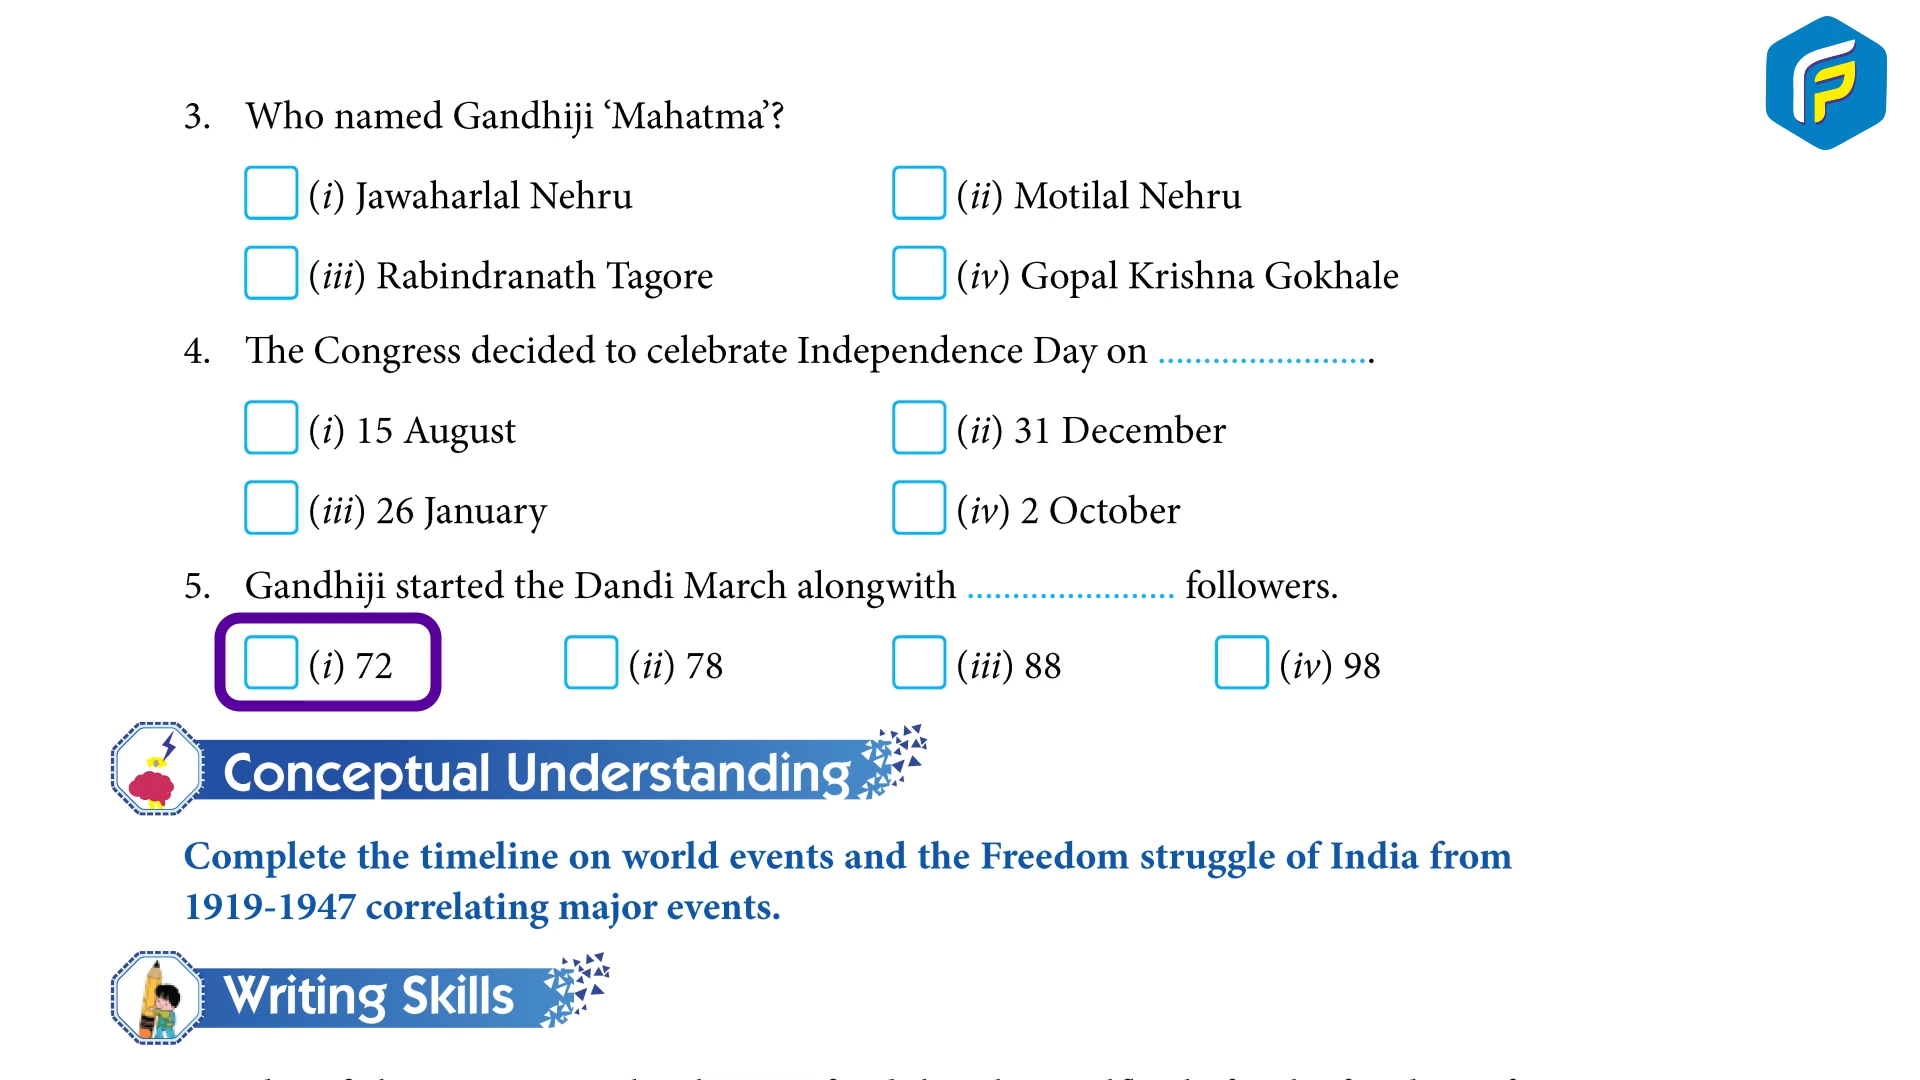 3. Who named Gandhiji ‘Mahatma’?
(i) Jawaharlal Nehru (ii) Motilal Nehru
(iii) Rabindranath Tagore (iv) Gopal Krishna Gokhale
4. The Congress decided to celebrate Independence Day on .......................
(i) 15 August (ii) 31 December
(iii) 26 January (iv) 2 October
5. Gandhiji started the Dandi March alongwith ....................... followers.
(i) 72 (ii) 78 (iii) 88 (iv) 98
Conceptual Understanding
Complete the timeline on world events and the Freedom struggle of India from
1919-1947 correlating major events.
Writing Skills